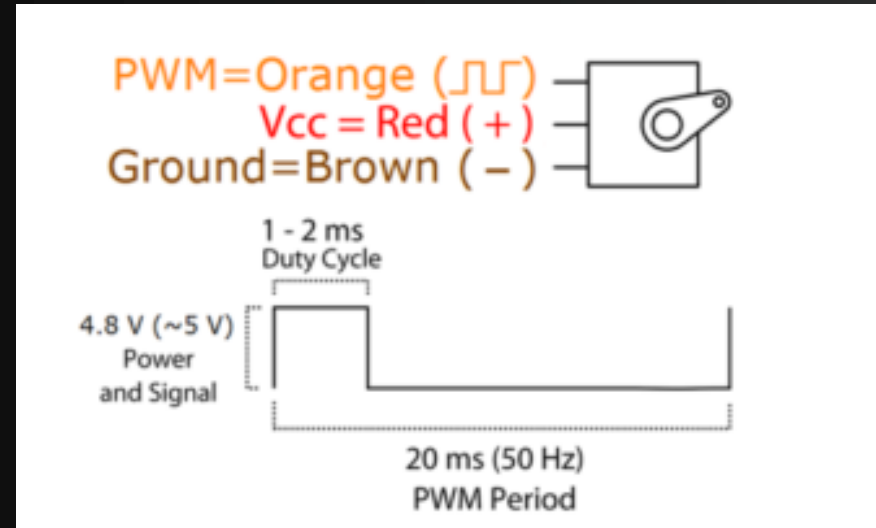 PWM=Orange (⎍⎍)
Vcc = Red ( + )
Ground=Brown ( − )
1 - 2 ms
Duty Cycle
4.8 V (~5 V)
Power
and Signal
20 ms (50 Hz)
PWM Period